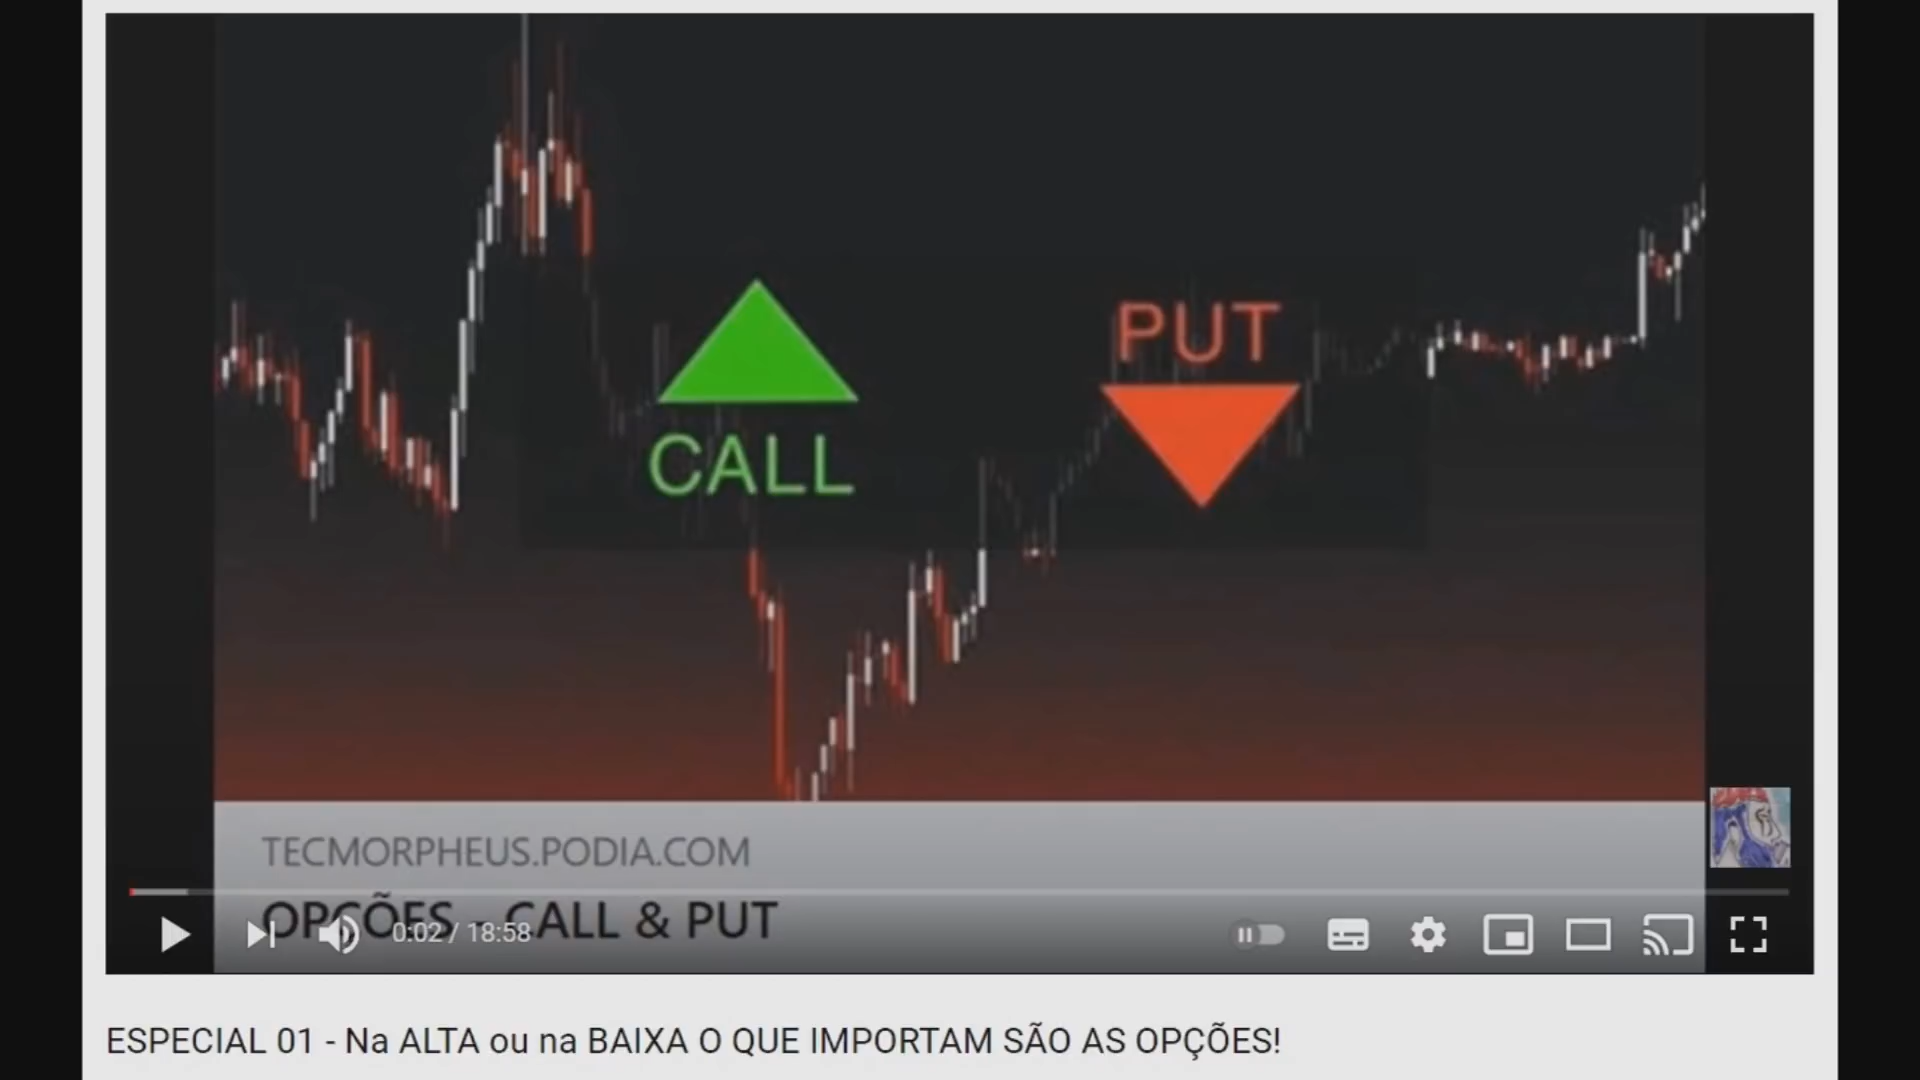 PUT
CALL
TECMORPHEUS.PODIA.COM
OPÇÕES - CALL & PUT
0:02 / 18:58
ESPECIAL 01 - Na ALTA ou na BAIXA O QUE IMPORTAM SÃO AS OPÇÕES!